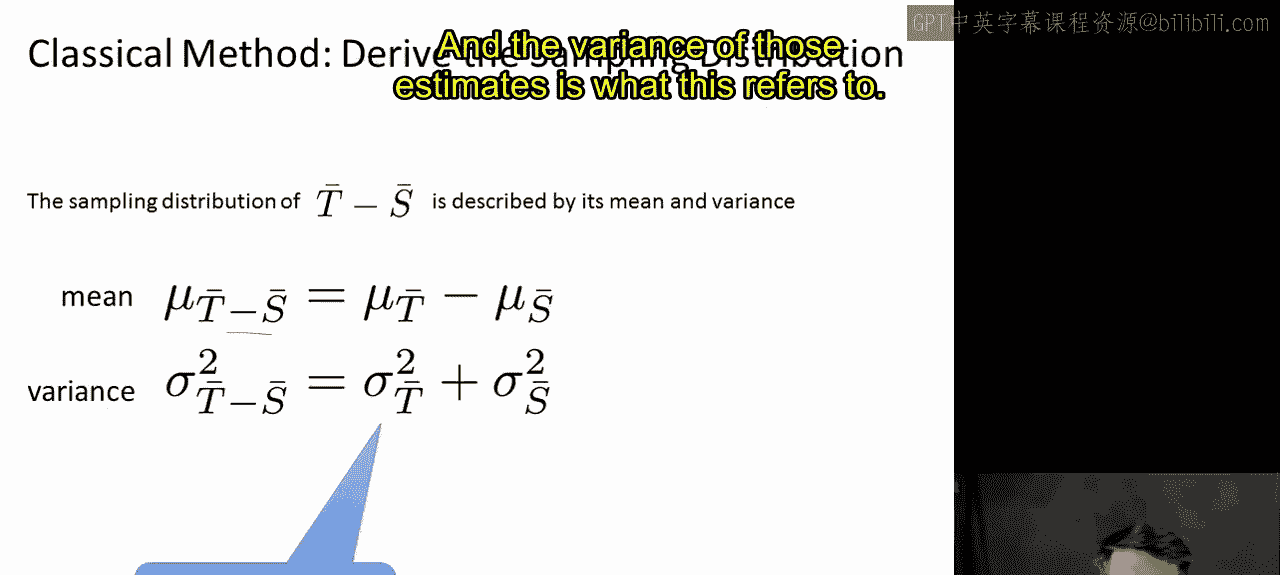 GPT中英字幕课程资源@bilibili.com
And the variance of those
Classical Method: Derive the Sampling Distribution
estimates is what this refers to.
The sampling distribution of T̄ − S̄ is described by its mean and variance
mean μ_{T̄−S̄} = μ_{T̄} − μ_{S̄}
variance σ²_{T̄−S̄} = σ²_{T̄} + σ²_{S̄}